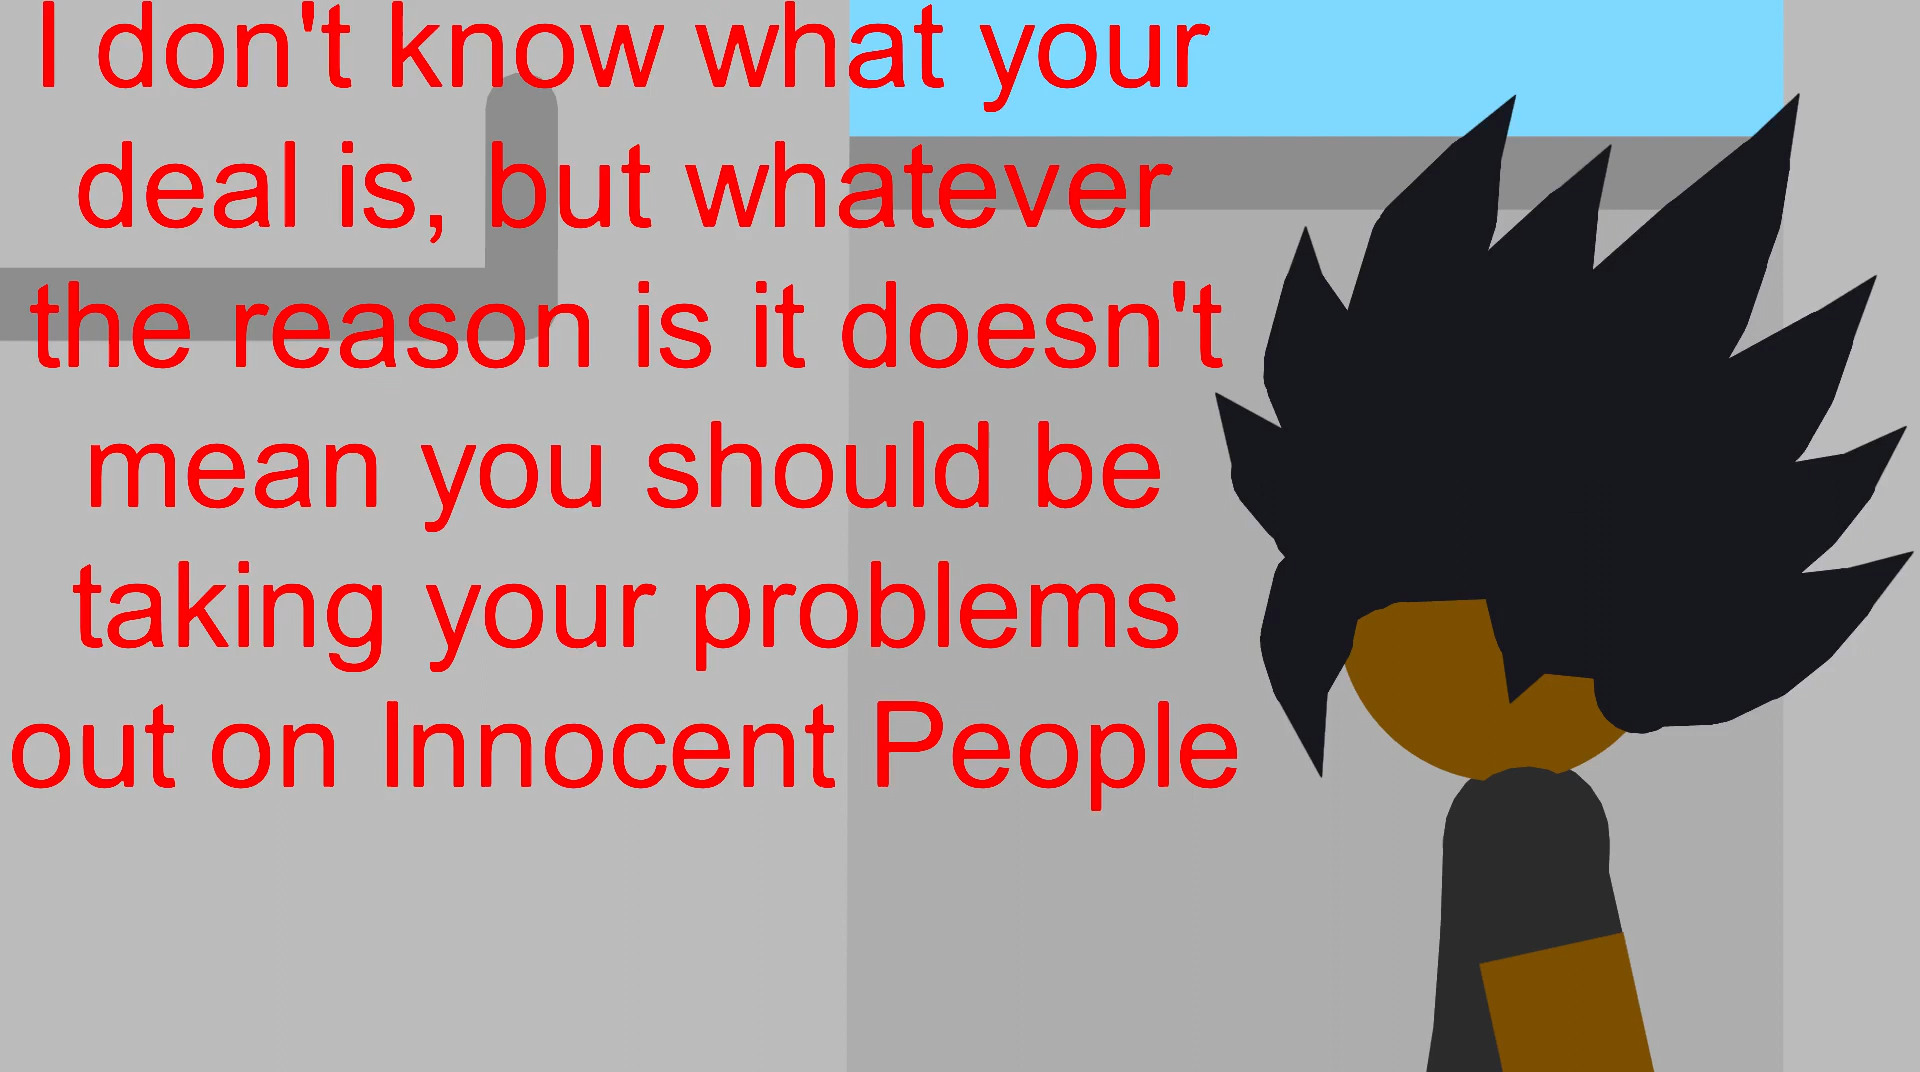 I don't know what your
deal is, but whatever
the reason is it doesn't
mean you should be
taking your problems
out on Innocent People